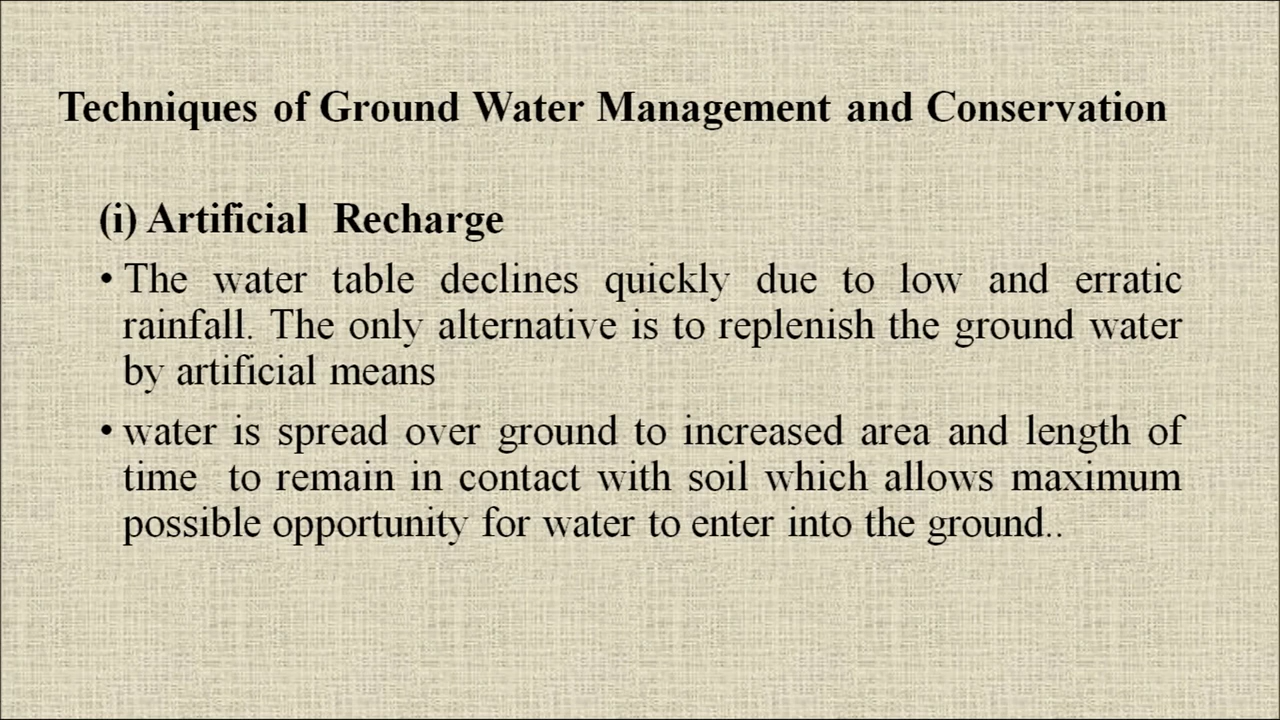 Techniques of Ground Water Management and Conservation
(i) Artificial Recharge
• The water table declines quickly due to low and erratic
rainfall. The only alternative is to replenish the ground water
by artificial means
• water is spread over ground to increased area and length of
time to remain in contact with soil which allows maximum
possible opportunity for water to enter into the ground..